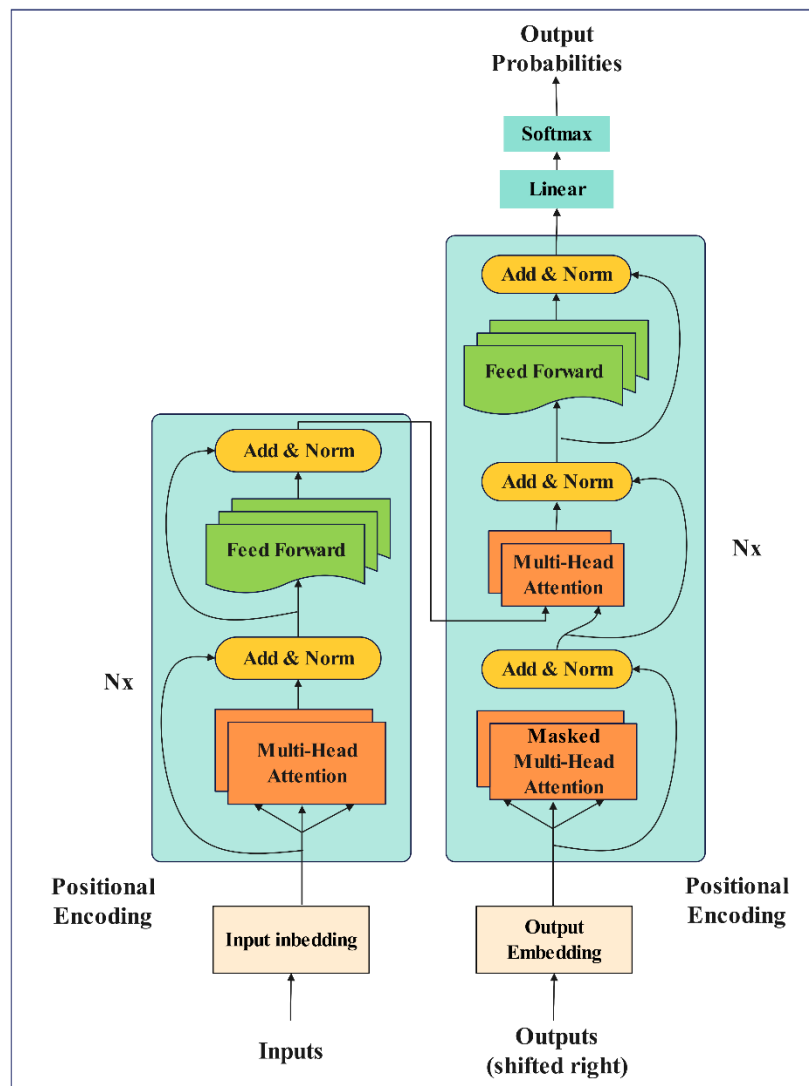 Output
Probabilities
Softmax
Linear
Add & Norm
Feed Forward
Add & Norm
Add & Norm
Feed Forward
Multi-Head
Attention
Nx
Add & Norm
Add & Norm
Nx
Multi-Head
Attention
Masked
Multi-Head
Attention
Positional
Encoding
Positional
Encoding
Input inbedding
Output
Embedding
Inputs
Outputs
(shifted right)